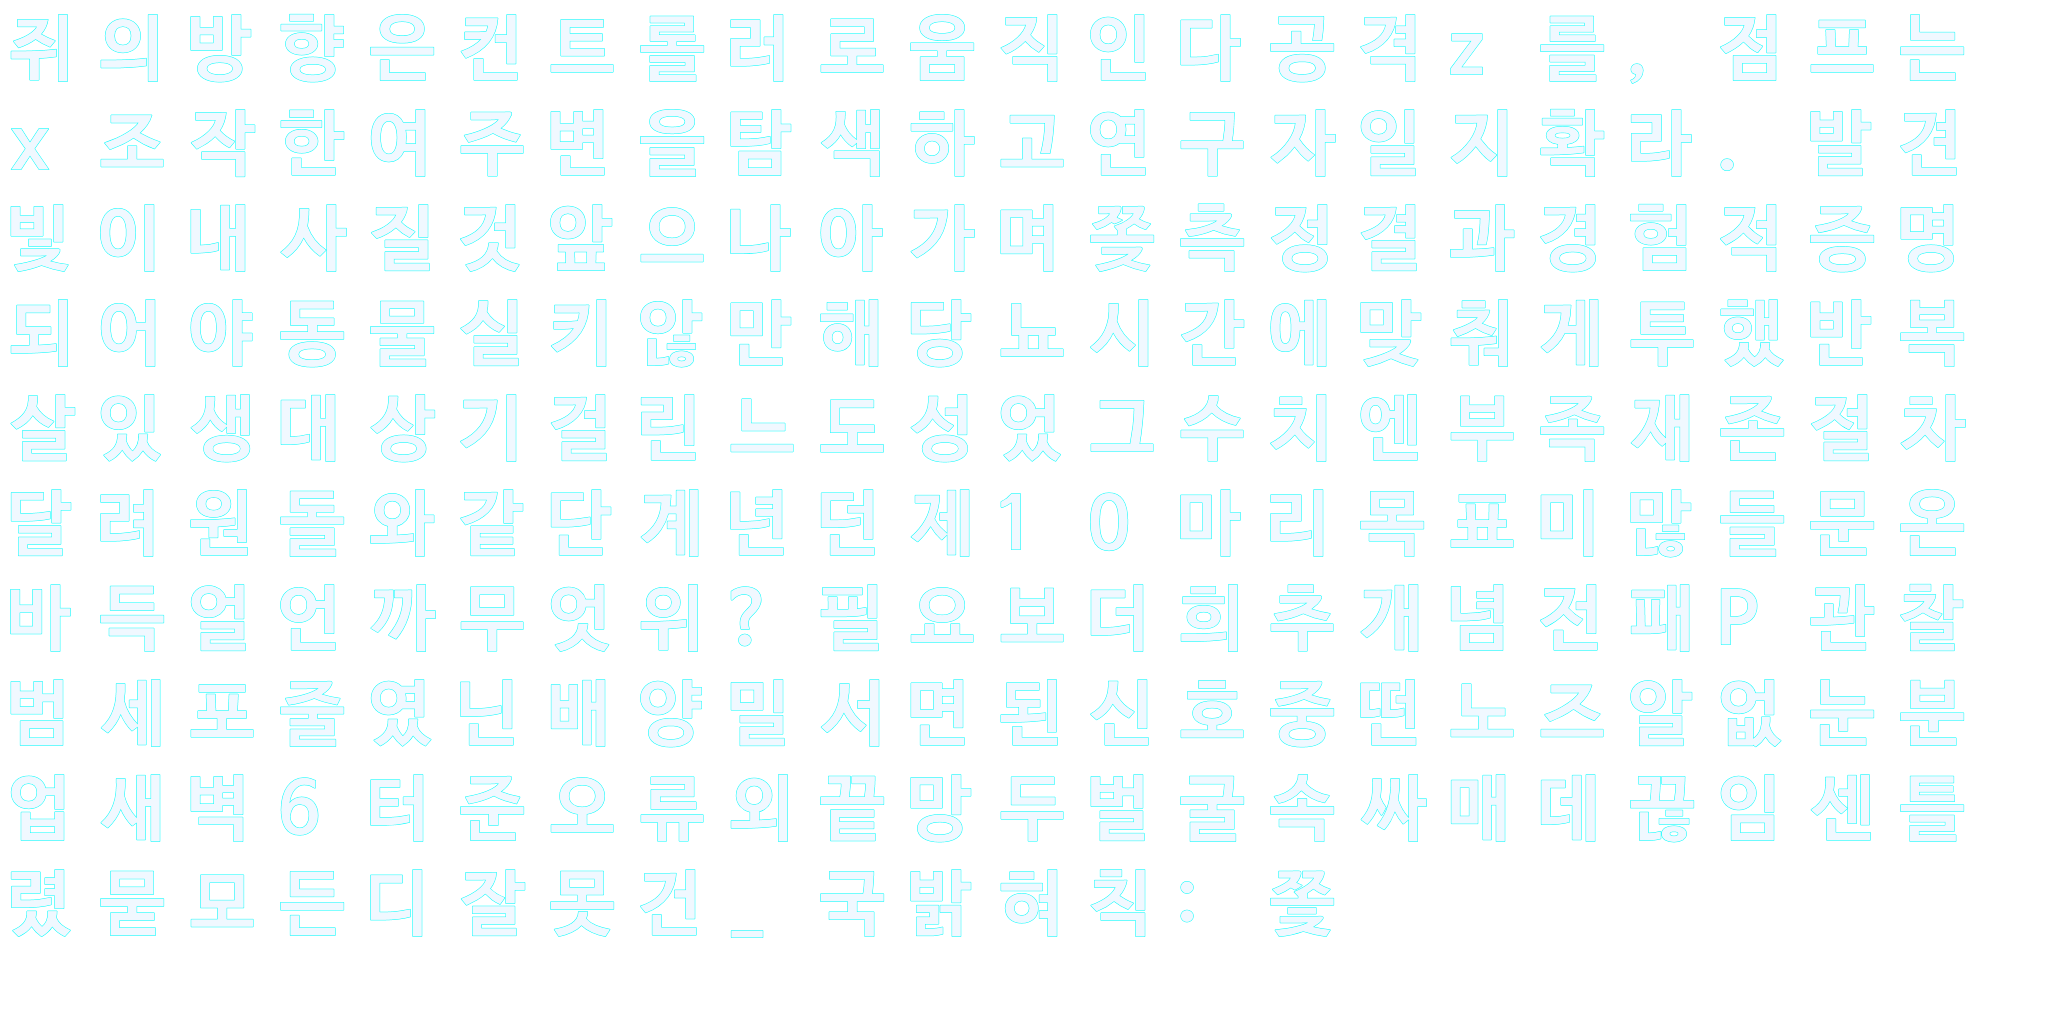 쥐 의 방 향 은 컨 트 롤 러 로 움 직 인 다 공 격 z 를 , 점 프 는
x 조 작 한 여 주 변 을 탐 색 하 고 연 구 자 일 지 확 라 . 발 견
빛 이 내 사 질 것 앞 으 나 아 가 며 쫓 측 정 결 과 경 험 적 증 명
되 어 야 동 물 실 키 않 만 해 당 뇨 시 간 에 맞 춰 게 투 했 반 복
살 있 생 대 상 기 걸 린 느 도 성 었 그 수 치 엔 부 족 재 존 절 차
달 려 원 돌 와 같 단 계 년 던 제 1 0 마 리 목 표 미 많 들 문 온
바 득 얼 언 까 무 엇 위 ? 필 요 보 더 희 추 개 념 전 패 P 관 찰
범 세 포 줄 였 닌 배 양 밀 서 면 된 신 호 중 떤 노 즈 알 없 눈 분
업 새 벽 6 터 준 오 류 외 끝 망 두 벌 굴 속 싸 매 데 끊 임 센 틀
렸 묻 모 든 디 잘 못 건 _ 국 밝 혀 칙 : 쫓